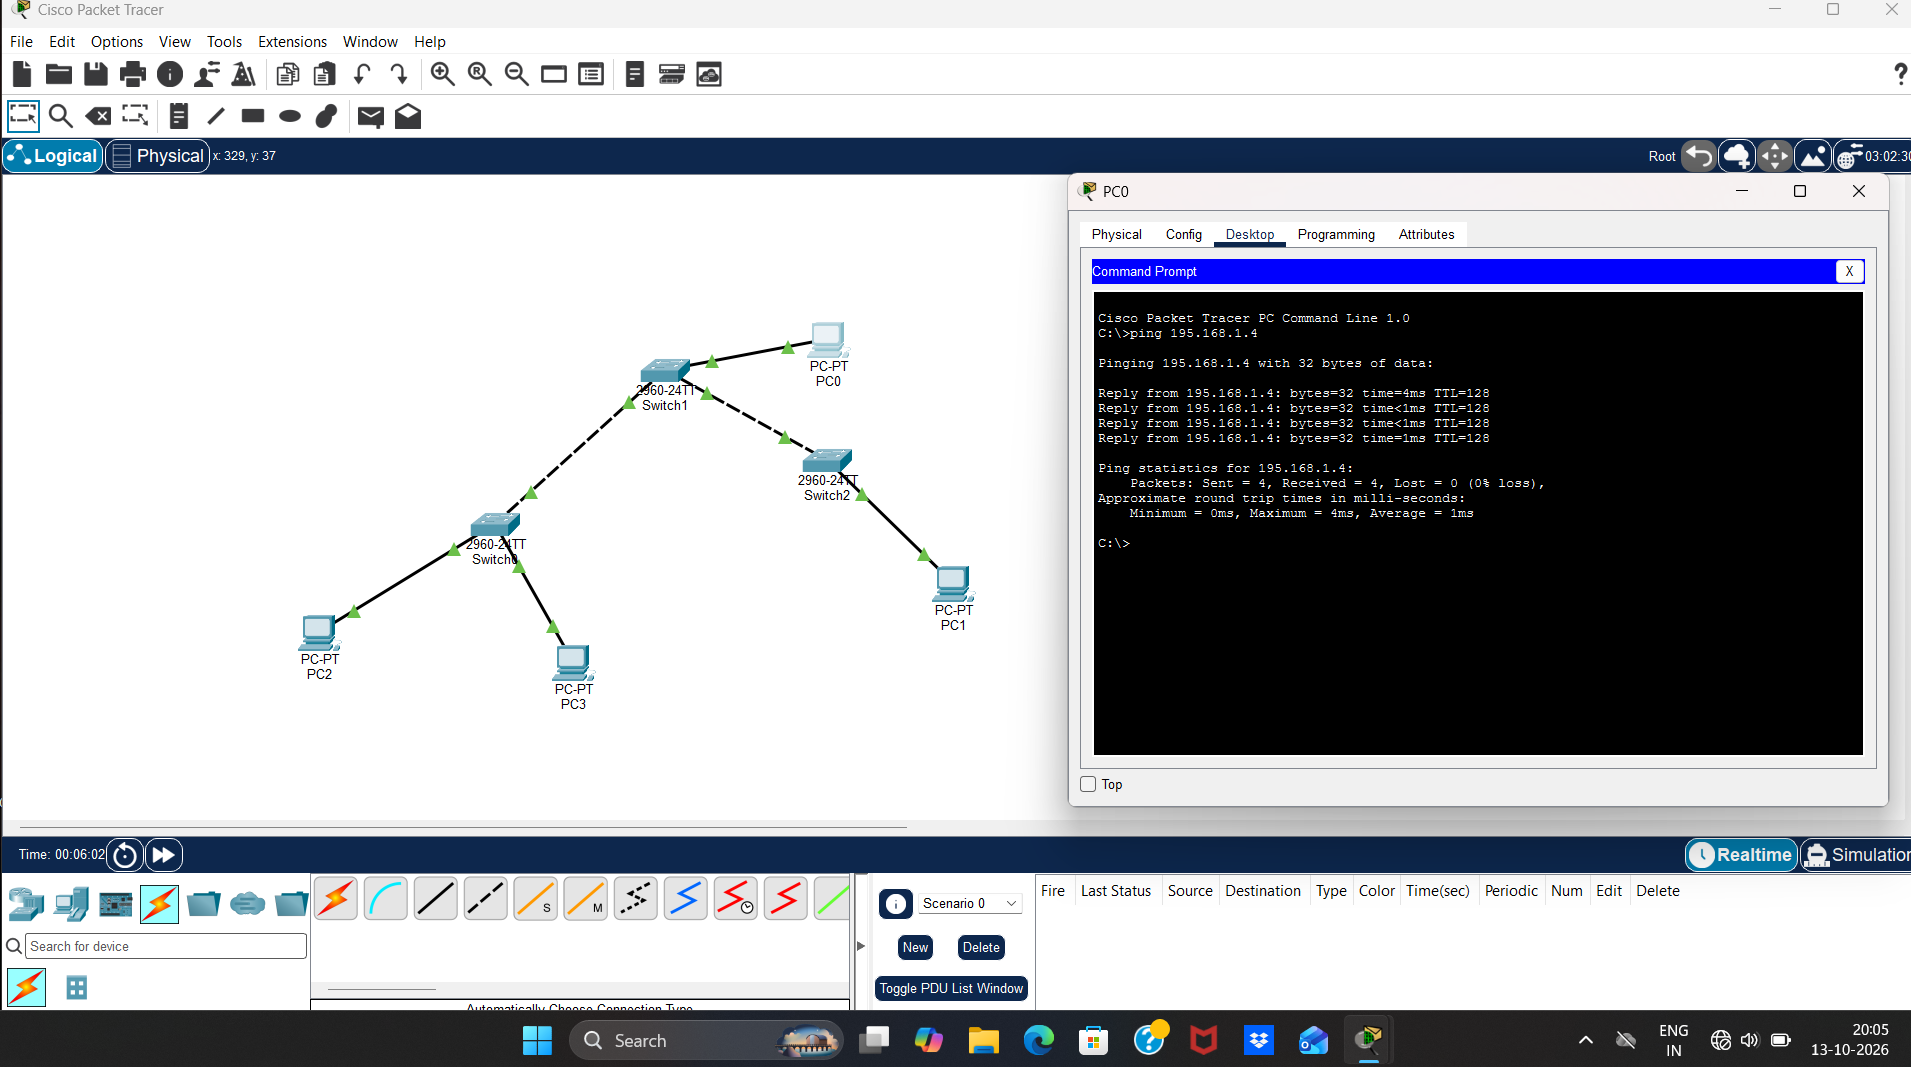 Cisco Packet Tracer
File Edit Options View Tools Extensions Window Help
?
Logical Physical x: 329, y: 37 Root 03:02:30
PC0
Physical Config Desktop Programming Attributes
Command Prompt X
Cisco Packet Tracer PC Command Line 1.0
C:\>ping 195.168.1.4
Pinging 195.168.1.4 with 32 bytes of data:
Reply from 195.168.1.4: bytes=32 time=4ms TTL=128
Reply from 195.168.1.4: bytes=32 time<1ms TTL=128
Reply from 195.168.1.4: bytes=32 time<1ms TTL=128
Reply from 195.168.1.4: bytes=32 time=1ms TTL=128
Ping statistics for 195.168.1.4:
Packets: Sent = 4, Received = 4, Lost = 0 (0% loss),
Approximate round trip times in milli-seconds:
Minimum = 0ms, Maximum = 4ms, Average = 1ms
C:\>
Top
PC-PT
PC0
2960-24TT
Switch1
2960-24TT
Switch2
2960-24TT
Switch0
PC-PT
PC1
PC-PT
PC2
PC-PT
PC3
Time: 00:06:02 Realtime Simulation
S M
Search for device
Automatically Choose Connection Type
Scenario 0
New Delete
Toggle PDU List Window
Fire Last Status Source Destination Type Color Time(sec) Periodic Num Edit Delete
Search
ENG
IN
20:05
13-10-2026